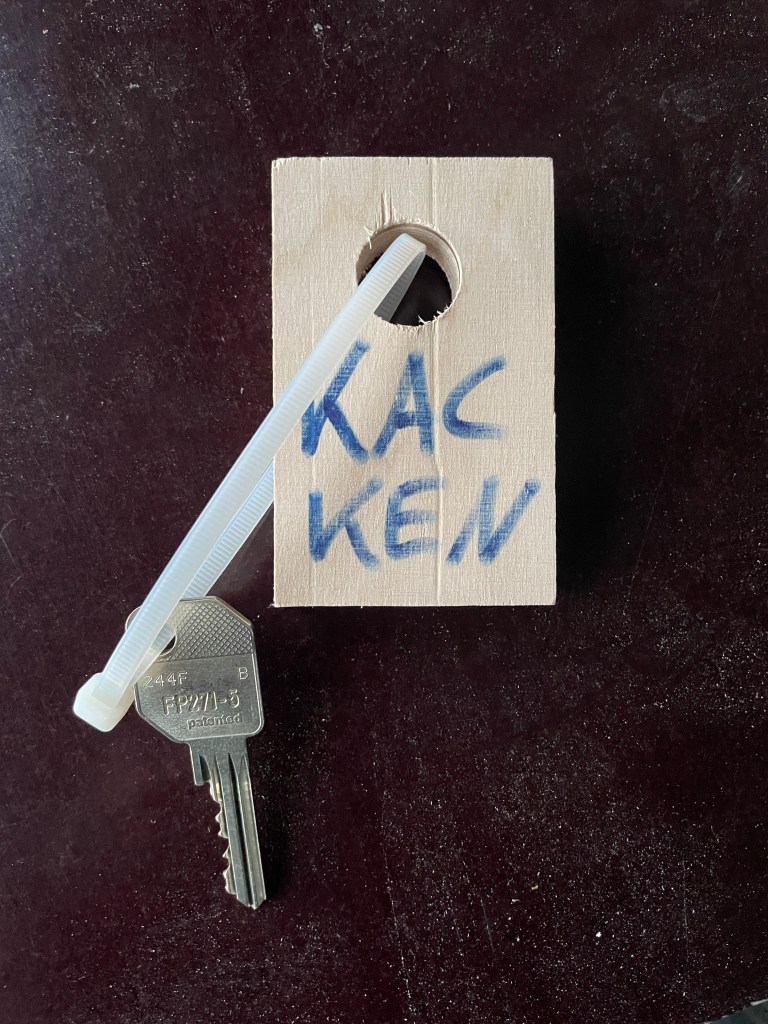 KAC
KEN
244F B
FP271-5
patented